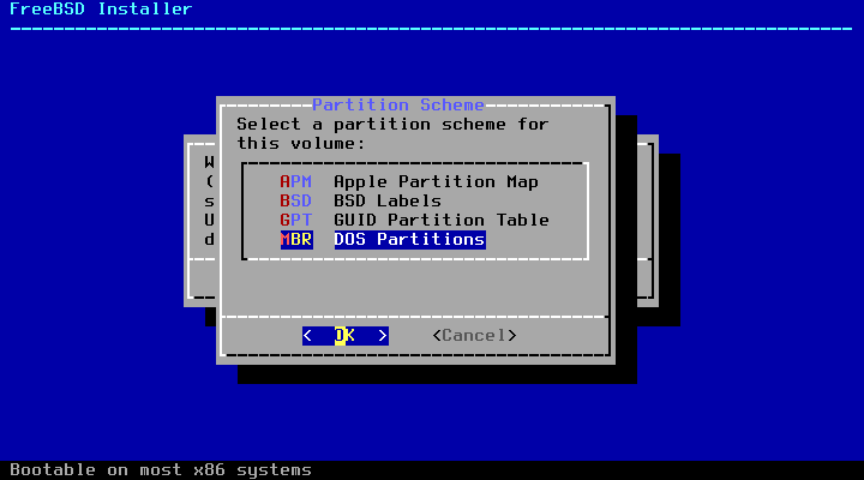 FreeBSD Installer
Partition Scheme
Select a partition scheme for
this volume:
APM Apple Partition Map
BSD BSD Labels
GPT GUID Partition Table
MBR DOS Partitions
W
(
s
U
d
< OK > <Cancel>
Bootable on most x86 systems